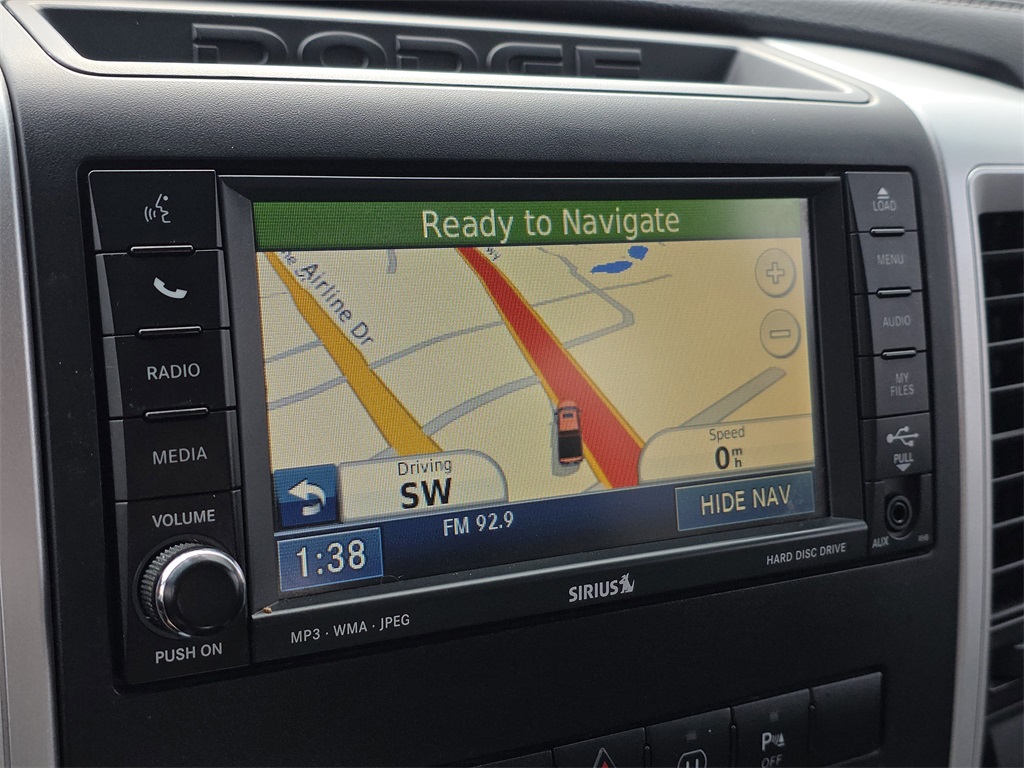 DODGE
Ready to Navigate
LOAD
MENU
AUDIO
MY
FILES
PULL
AUX
RADIO
MEDIA
VOLUME
PUSH ON
Airline Dr
Driving
SW
Speed
0 m
h
FM 92.9
HIDE NAV
1:38
SIRIUS
HARD DISC DRIVE
MP3 · WMA · JPEG
P
OFF